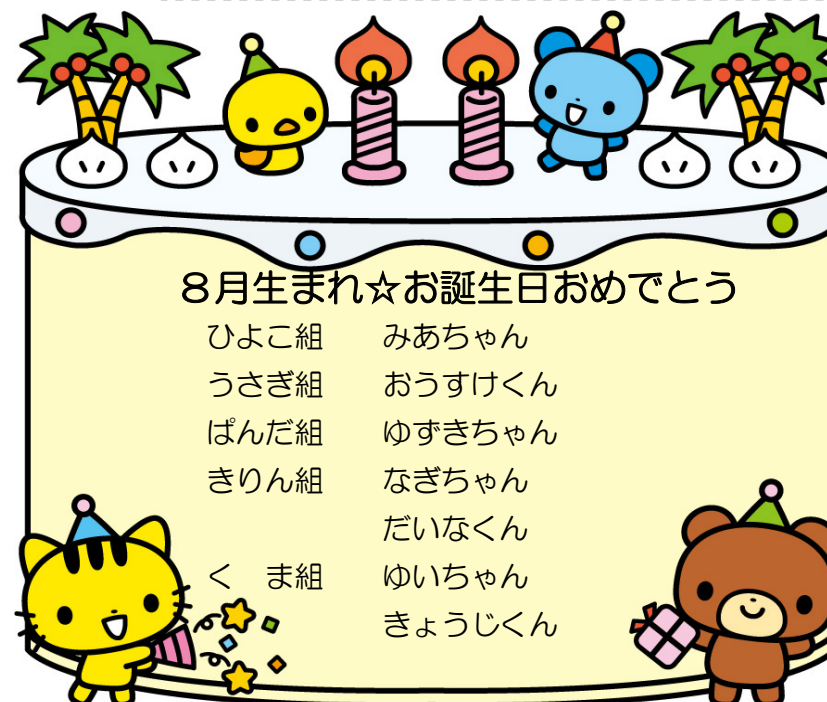 ８月生まれ☆お誕生日おめでとう
ひよこ組　　みあちゃん
うさぎ組　　おうすけくん
ぱんだ組　　ゆずきちゃん
きりん組　　なぎちゃん
だいなくん
く　ま組　　ゆいちゃん
きょうじくん